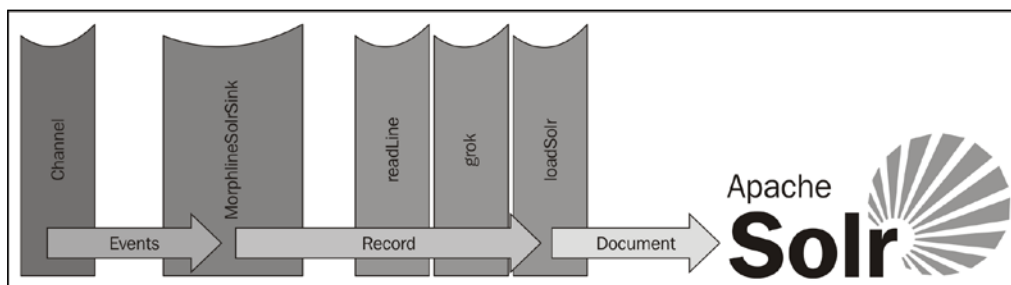 Channel
MorphlineSolrSink
readLine
grok
loadSolr
Events
Record
Document
Apache
Solr